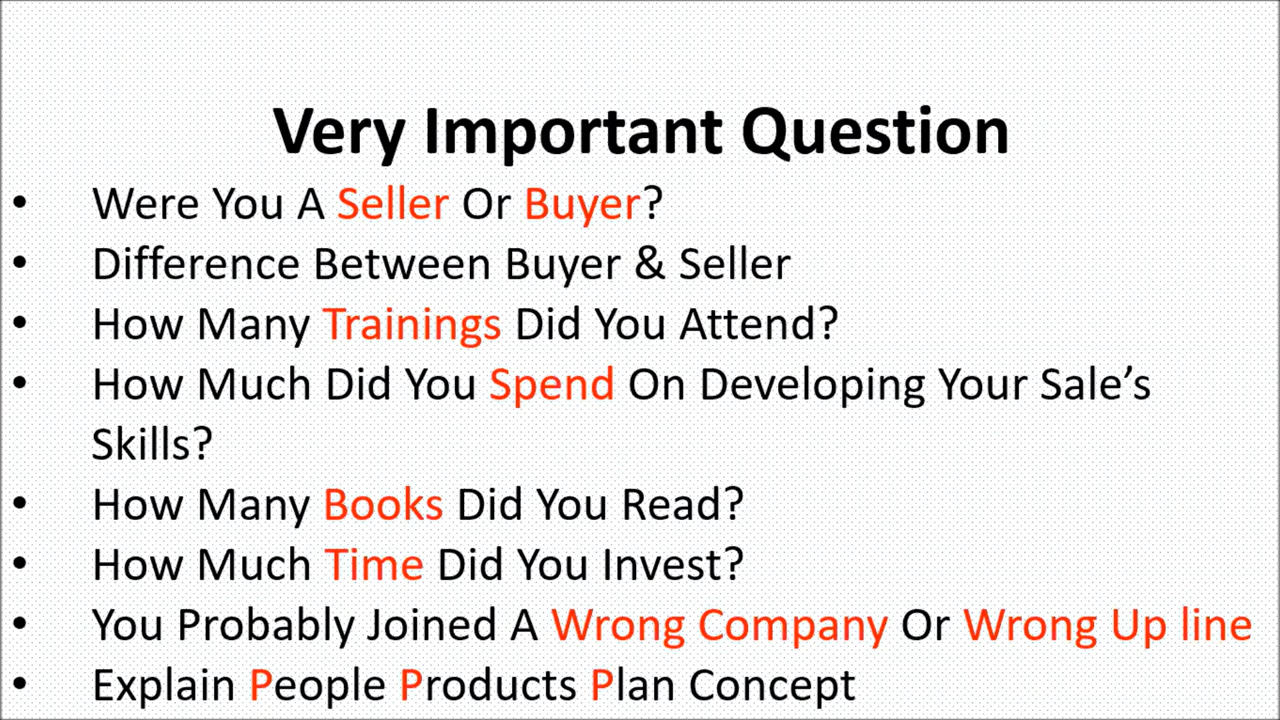 Very Important Question
• Were You A Seller Or Buyer?
• Difference Between Buyer & Seller
• How Many Trainings Did You Attend?
• How Much Did You Spend On Developing Your Sale’s
Skills?
• How Many Books Did You Read?
• How Much Time Did You Invest?
• You Probably Joined A Wrong Company Or Wrong Up line
• Explain People Products Plan Concept